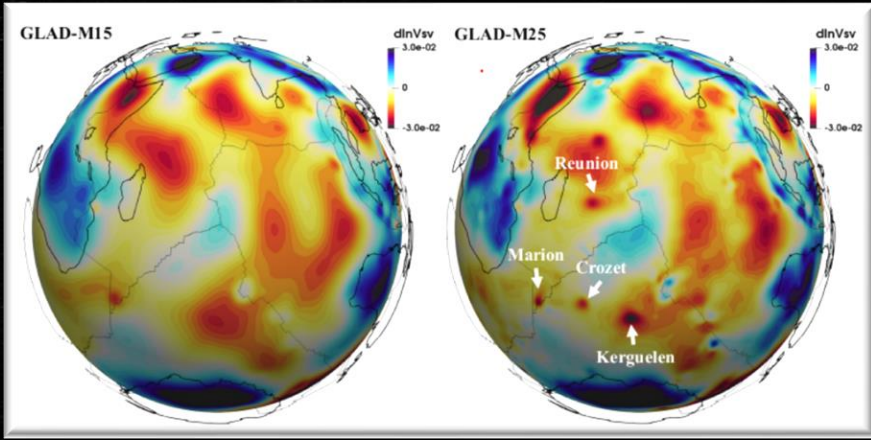 GLAD-M15
dlnVsv
3.0e-02
0
-3.0e-02
GLAD-M25
dlnVsv
3.0e-02
0
-3.0e-02
Reunion
Marion
Crozet
Kerguelen